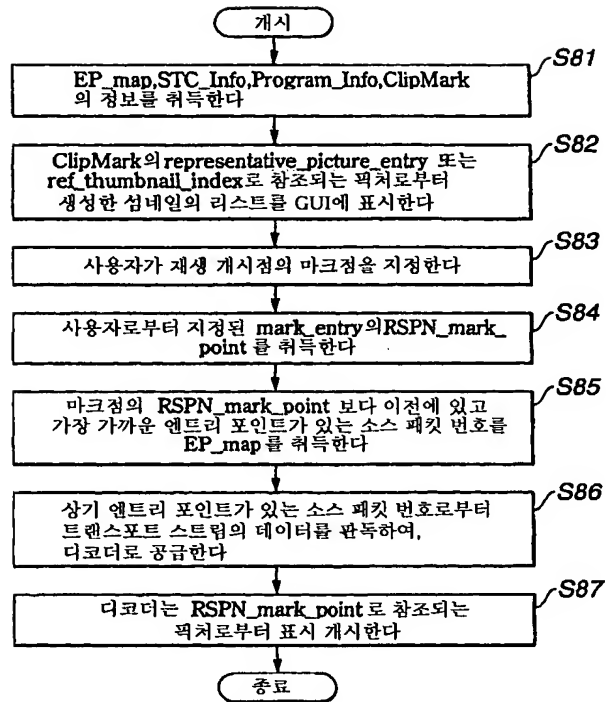 개시
S81
EP_map,STC_Info,Program_Info,ClipMark
의 정보를 취득한다
S82
ClipMark의 representative_picture_entry 또는
ref_thumbnail_index로 참조되는 픽처로부터
생성한 섬네일의 리스트를 GUI에 표시한다
S83
사용자가 재생 개시점의 마크점을 지정한다
S84
사용자로부터 지정된 mark_entry의RSPN_mark_
point 를 취득한다
S85
마크점의 RSPN_mark_point 보다 이전에 있고
가장 가까운 엔트리 포인트가 있는 소스 패킷 번호를
EP_map 를 취득한다
S86
상기 엔트리 포인트가 있는 소스 패킷 번호로부터
트랜스포트 스트림의 데이터를 판독하여,
디코더로 공급한다
S87
디코더는 RSPN_mark_point 로 참조되는
픽처로부터 표시 개시한다
종료